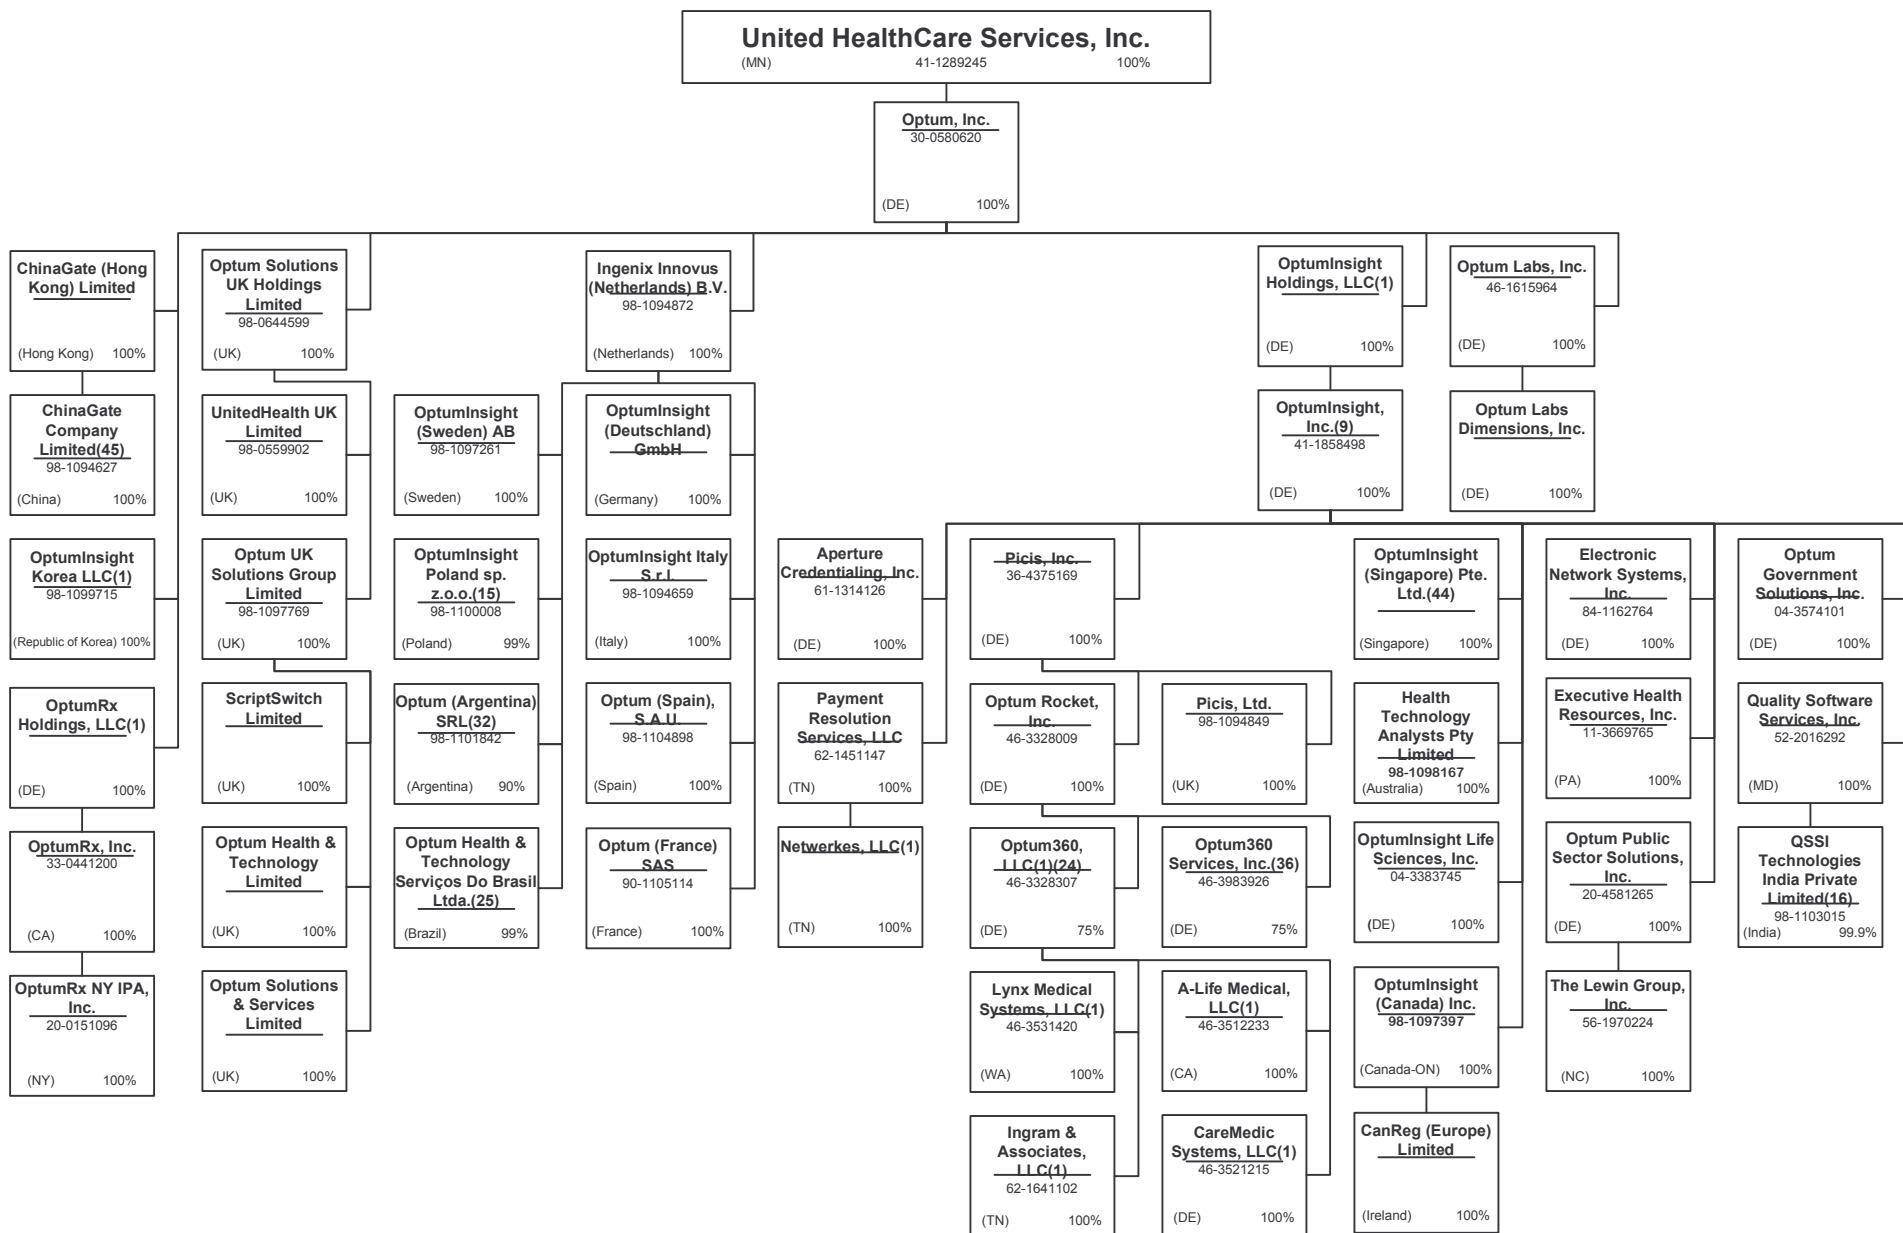 United HealthCare Services, Inc.
(MN) 41-1289245 100%
Optum, Inc.
30-0580620
(DE) 100%
ChinaGate (Hong
Kong) Limited
(Hong Kong) 100%
Optum Solutions
UK Holdings
Limited
98-0644599
(UK) 100%
Ingenix Innovus
(Netherlands) B.V.
98-1094872
(Netherlands) 100%
OptumInsight
Holdings, LLC(1)
(DE) 100%
Optum Labs, Inc.
46-1615964
(DE) 100%
ChinaGate
Company
Limited(45)
98-1094627
(China) 100%
UnitedHealth UK
Limited
98-0559902
(UK) 100%
OptumInsight
(Sweden) AB
98-1097261
(Sweden) 100%
OptumInsight
(Deutschland)
GmbH
(Germany) 100%
OptumInsight,
Inc.(9)
41-1858498
(DE) 100%
Optum Labs
Dimensions, Inc.
(DE) 100%
OptumInsight
Korea LLC(1)
98-1099715
(Republic of Korea) 100%
Optum UK
Solutions Group
Limited
98-1097769
(UK) 100%
OptumInsight
Poland sp.
z.o.o.(15)
98-1100008
(Poland) 99%
OptumInsight Italy
S.r.l.
98-1094659
(Italy) 100%
Aperture
Credentialing, Inc.
61-1314126
(DE) 100%
Picis, Inc.
36-4375169
(DE) 100%
OptumInsight
(Singapore) Pte.
Ltd.(44)
(Singapore) 100%
Electronic
Network Systems,
Inc.
84-1162764
(DE) 100%
Optum
Government
Solutions, Inc.
04-3574101
(DE) 100%
OptumRx
Holdings, LLC(1)
(DE) 100%
ScriptSwitch
Limited
(UK) 100%
Optum (Argentina)
SRL(32)
98-1101842
(Argentina) 90%
Optum (Spain),
S.A.U.
98-1104898
(Spain) 100%
Payment
Resolution
Services, LLC
62-1451147
(TN) 100%
Optum Rocket,
Inc.
46-3328009
(DE) 100%
Picis, Ltd.
98-1094849
(UK) 100%
Health
Technology
Analysts Pty
Limited
98-1098167
(Australia) 100%
Executive Health
Resources, Inc.
11-3669765
(PA) 100%
Quality Software
Services, Inc.
52-2016292
(MD) 100%
OptumRx, Inc.
33-0441200
(CA) 100%
Optum Health &
Technology
Limited
(UK) 100%
Optum Health &
Technology
Serviços Do Brasil
Ltda.(25)
(Brazil) 99%
Optum (France)
SAS
90-1105114
(France) 100%
Netwerkes, LLC(1)
(TN) 100%
Optum360,
LLC(1)(24)
46-3328307
(DE) 75%
Optum360
Services, Inc.(36)
46-3983926
(DE) 75%
OptumInsight Life
Sciences, Inc.
04-3383745
(DE) 100%
Optum Public
Sector Solutions,
Inc.
20-4581265
(DE) 100%
QSSI
Technologies
India Private
Limited(16)
98-1103015
(India) 99.9%
OptumRx NY IPA,
Inc.
20-0151096
(NY) 100%
Optum Solutions
& Services
Limited
(UK) 100%
Lynx Medical
Systems, LLC(1)
46-3531420
(WA) 100%
A-Life Medical,
LLC(1)
46-3512233
(CA) 100%
OptumInsight
(Canada) Inc.
98-1097397
(Canada-ON) 100%
The Lewin Group,
Inc.
56-1970224
(NC) 100%
Ingram &
Associates,
LLC(1)
62-1641102
(TN) 100%
CareMedic
Systems, LLC(1)
46-3521215
(DE) 100%
CanReg (Europe)
Limited
(Ireland) 100%